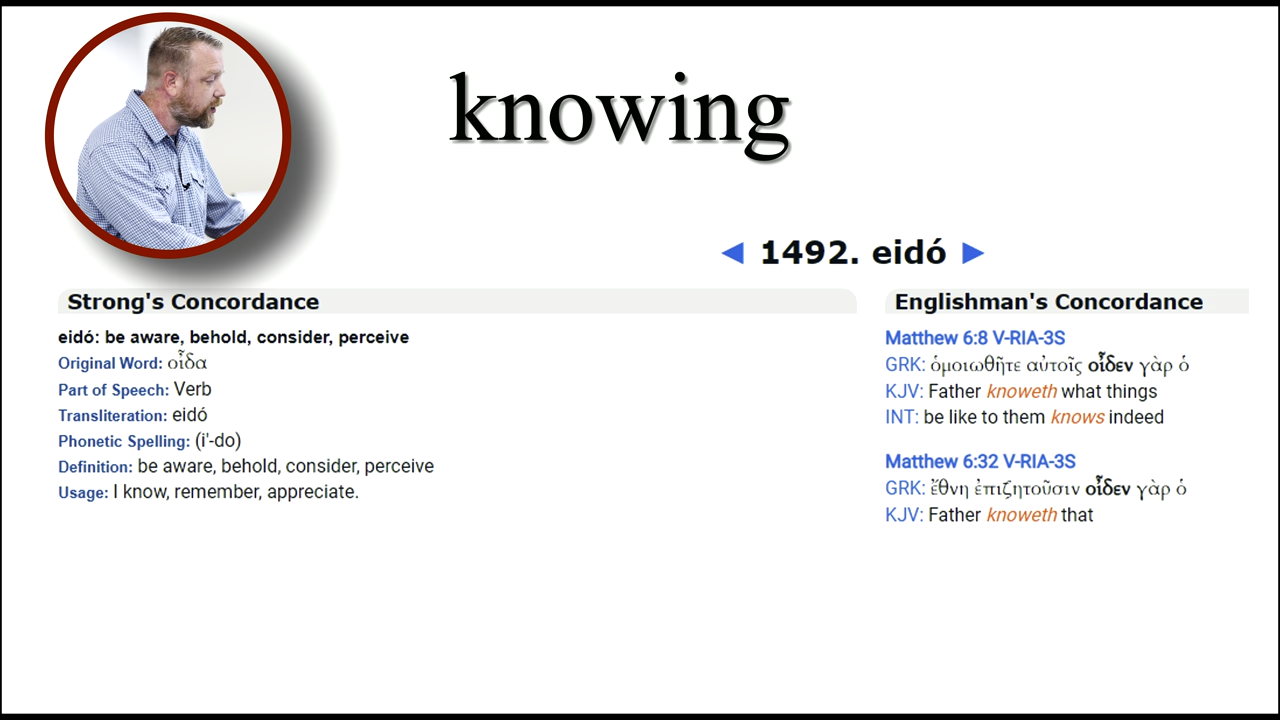 knowing
◄ 1492. eidó ►
Strong's Concordance
eidó: be aware, behold, consider, perceive
Original Word: οἶδα
Part of Speech: Verb
Transliteration: eidó
Phonetic Spelling: (i'-do)
Definition: be aware, behold, consider, perceive
Usage: I know, remember, appreciate.
Englishman's Concordance
Matthew 6:8 V-RIA-3S
GRK: ὁμοιωθῆτε αὐτοῖς οἶδεν γὰρ ὁ
KJV: Father knoweth what things
INT: be like to them knows indeed
Matthew 6:32 V-RIA-3S
GRK: ἔθνη ἐπιζητοῦσιν οἶδεν γὰρ ὁ
KJV: Father knoweth that